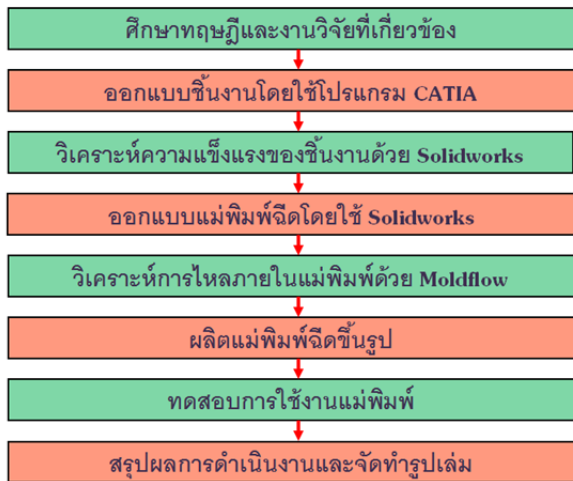 ศึกษาทฤษฎีและงานวิจัยที่เกี่ยวข้อง
ออกแบบชิ้นงานโดยใช้โปรแกรม CATIA
วิเคราะห์ความแข็งแรงของชิ้นงานด้วย Solidworks
ออกแบบแม่พิมพ์ฉีดโดยใช้ Solidworks
วิเคราะห์การไหลภายในแม่พิมพ์ด้วย Moldflow
ผลิตแม่พิมพ์ฉีดขึ้นรูป
ทดสอบการใช้งานแม่พิมพ์
สรุปผลการดำเนินงานและจัดทำรูปเล่ม